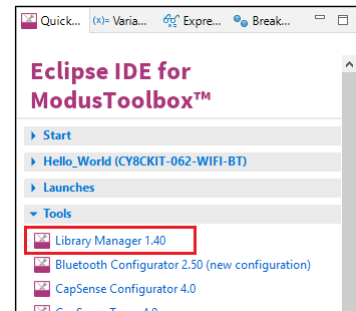 Quick... (x)= Varia... Expre... Break...
Eclipse IDE for
ModusToolbox™
Start
Hello_World (CY8CKIT-062-WIFI-BT)
Launches
Tools
Library Manager 1.40
Bluetooth Configurator 2.50 (new configuration)
CapSense Configurator 4.0